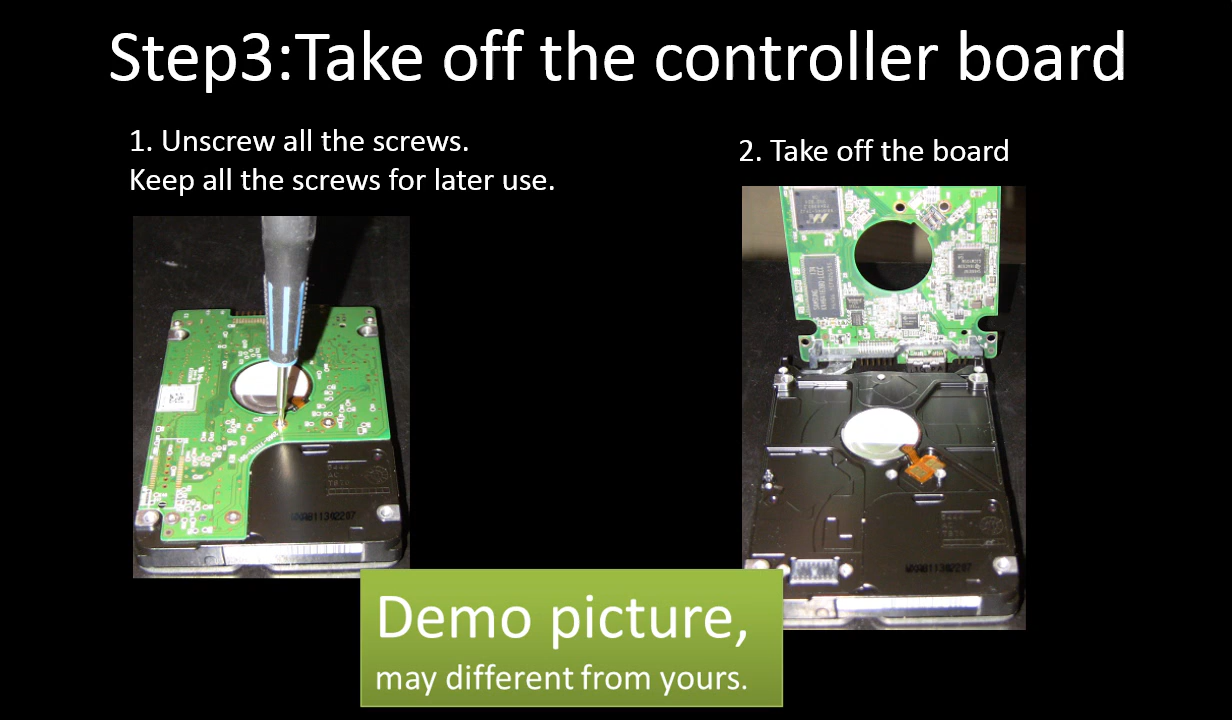 Step3:Take off the controller board
1. Unscrew all the screws.
Keep all the screws for later use.
2. Take off the board
Demo picture,
may different from yours.